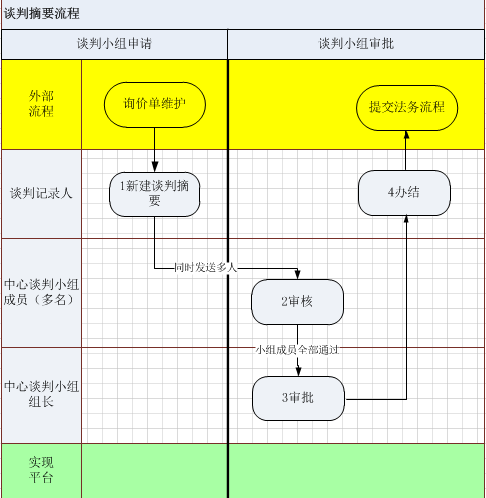 谈判摘要流程
谈判小组申请
谈判小组审批
外部
流程
询价单维护
提交法务流程
谈判记录人
1新建谈判摘
要
4办结
同时发送多人
中心谈判小组
成员（多名）
2审核
小组成员全部通过
中心谈判小组
组长
3审批
实现
平台